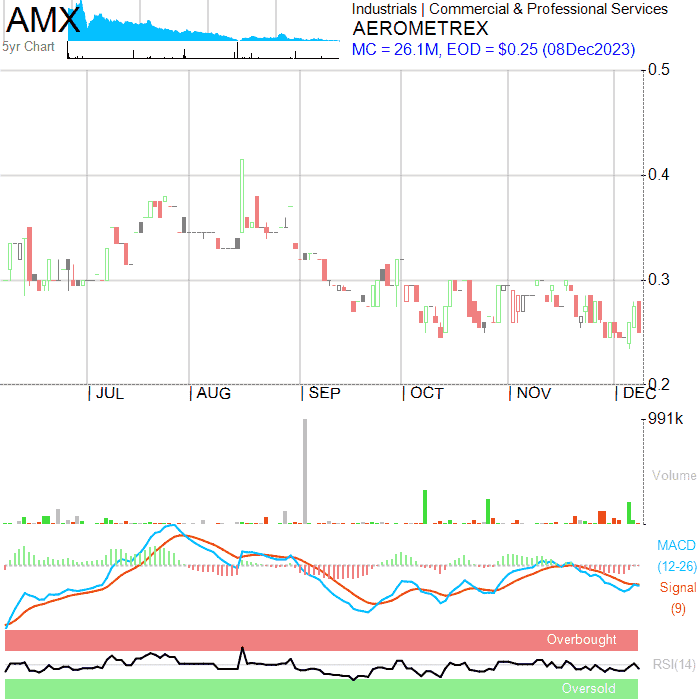 AMX
5yr Chart
Industrials | Commercial & Professional Services
AEROMETREX
MC = 26.1M, EOD = $0.25 (08Dec2023)
0.5
0.4
0.3
0.2
JUL AUG SEP OCT NOV DEC
991k
Volume
MACD
(12-26)
Signal
(9)
Overbought
RSI(14)
Oversold